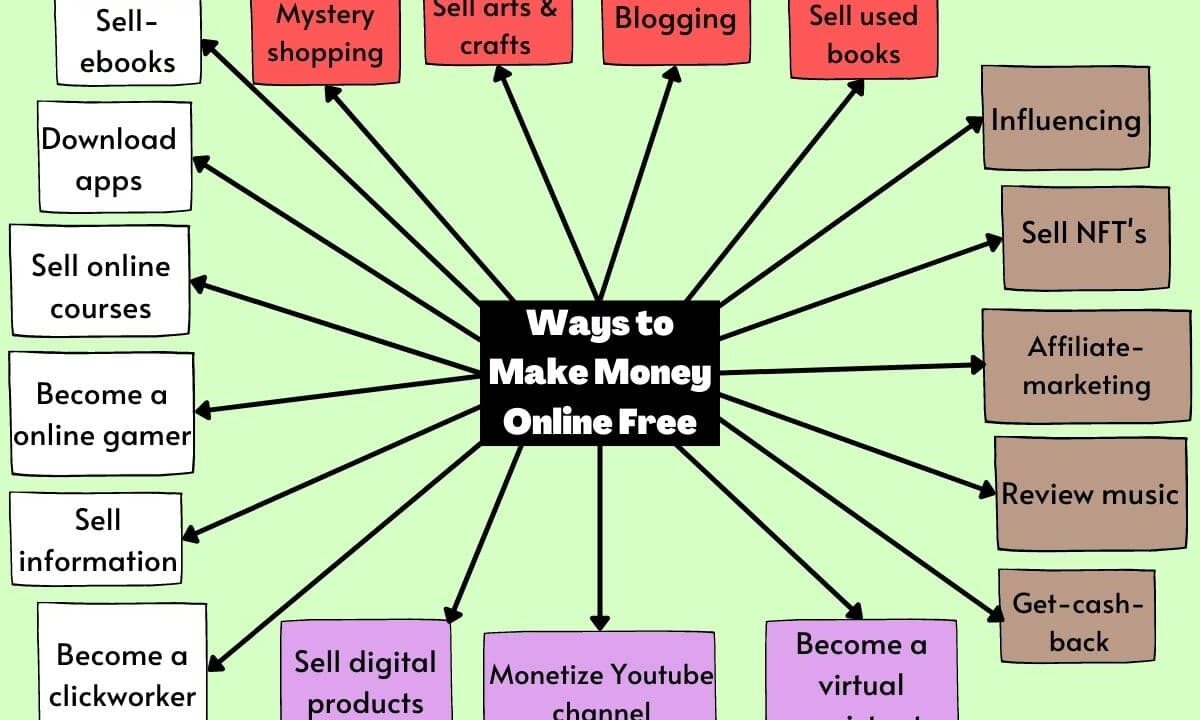 Sell-
ebooks
Mystery
shopping
Sell arts &
crafts
Blogging
Sell used
books
Influencing
Download
apps
Sell NFT's
Sell online
courses
Ways to
Make Money
Online Free
Affiliate-
marketing
Become a
online gamer
Review music
Sell
information
Get-cash-
back
Become a
clickworker
Sell digital
products
Monetize Youtube
channel
Become a
virtual